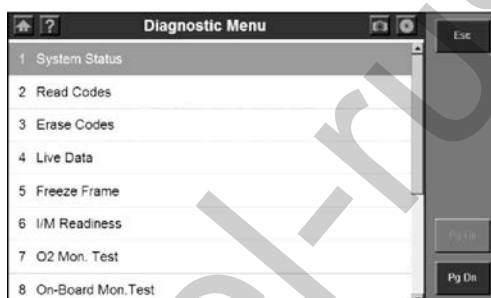 ? Diagnostic Menu
Esc
1 System Status
2 Read Codes
3 Erase Codes
4 Live Data
5 Freeze Frame
6 I/M Readiness
7 O2 Mon. Test
8 On-Board Mon.Test
Pg Up
Pg Dn